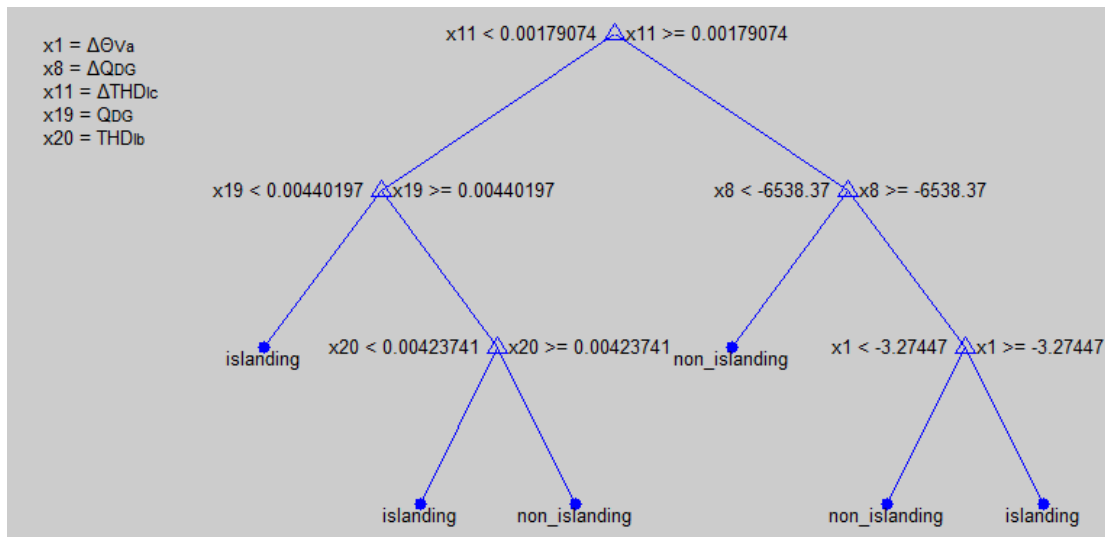 x1 = ΔΘVa
x8 = ΔQDG
x11 = ΔTHDIc
x19 = QDG
x20 = THDIb
x11 < 0.00179074 x11 >= 0.00179074
x19 < 0.00440197 x19 >= 0.00440197
x8 < -6538.37 x8 >= -6538.37
islanding
x20 < 0.00423741 x20 >= 0.00423741
non_islanding
x1 < -3.27447 x1 >= -3.27447
islanding
non_islanding
non_islanding
islanding